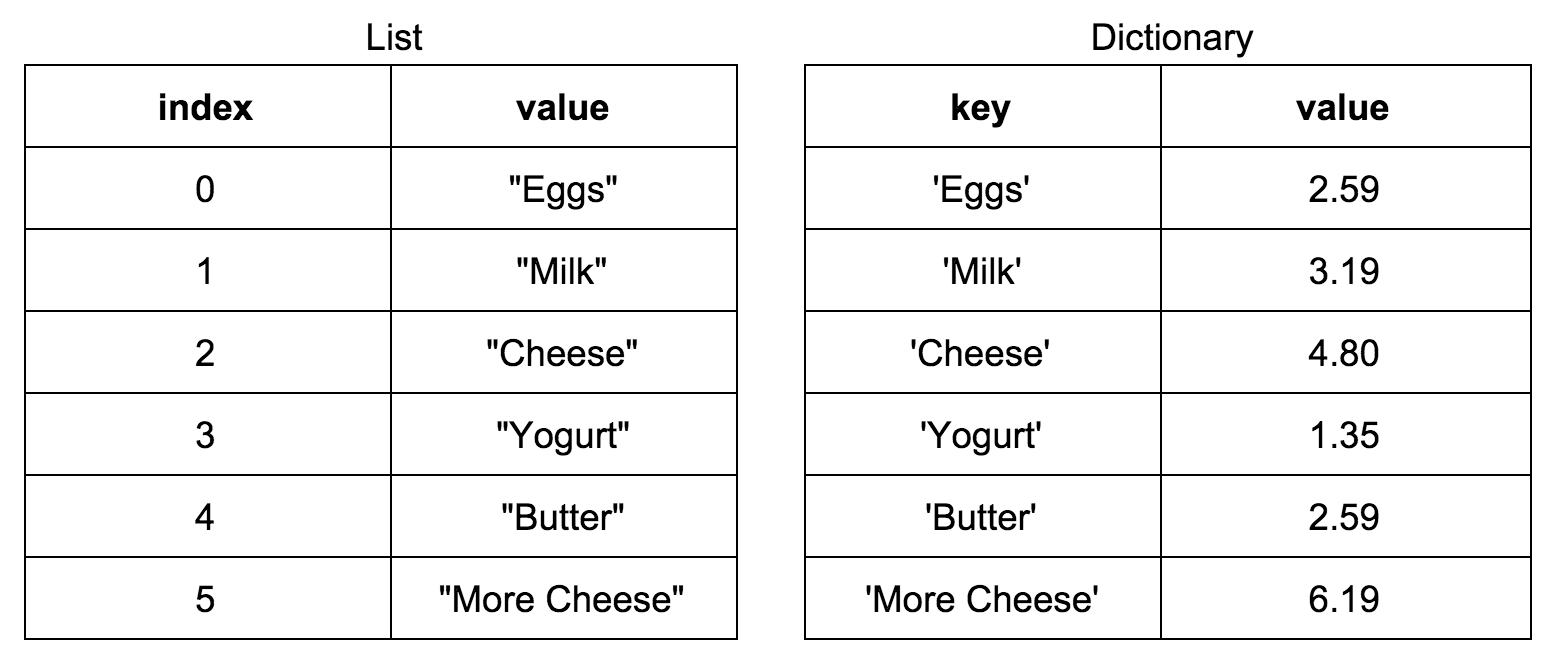 List
index value
0 "Eggs"
1 "Milk"
2 "Cheese"
3 "Yogurt"
4 "Butter"
5 "More Cheese"
Dictionary
key value
'Eggs' 2.59
'Milk' 3.19
'Cheese' 4.80
'Yogurt' 1.35
'Butter' 2.59
'More Cheese' 6.19